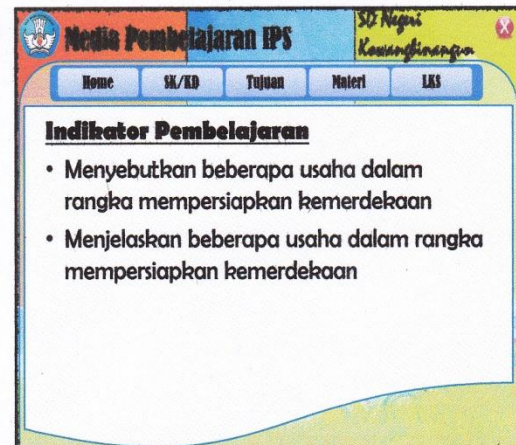 Media Pembelajaran IPS
SD Negeri
Kawanglinangun
Home SK/KD Tujuan Materi LKS
Indikator Pembelajaran
• Menyebutkan beberapa usaha dalam
rangka mempersiapkan kemerdekaan
• Menjelaskan beberapa usaha dalam rangka
mempersiapkan kemerdekaan